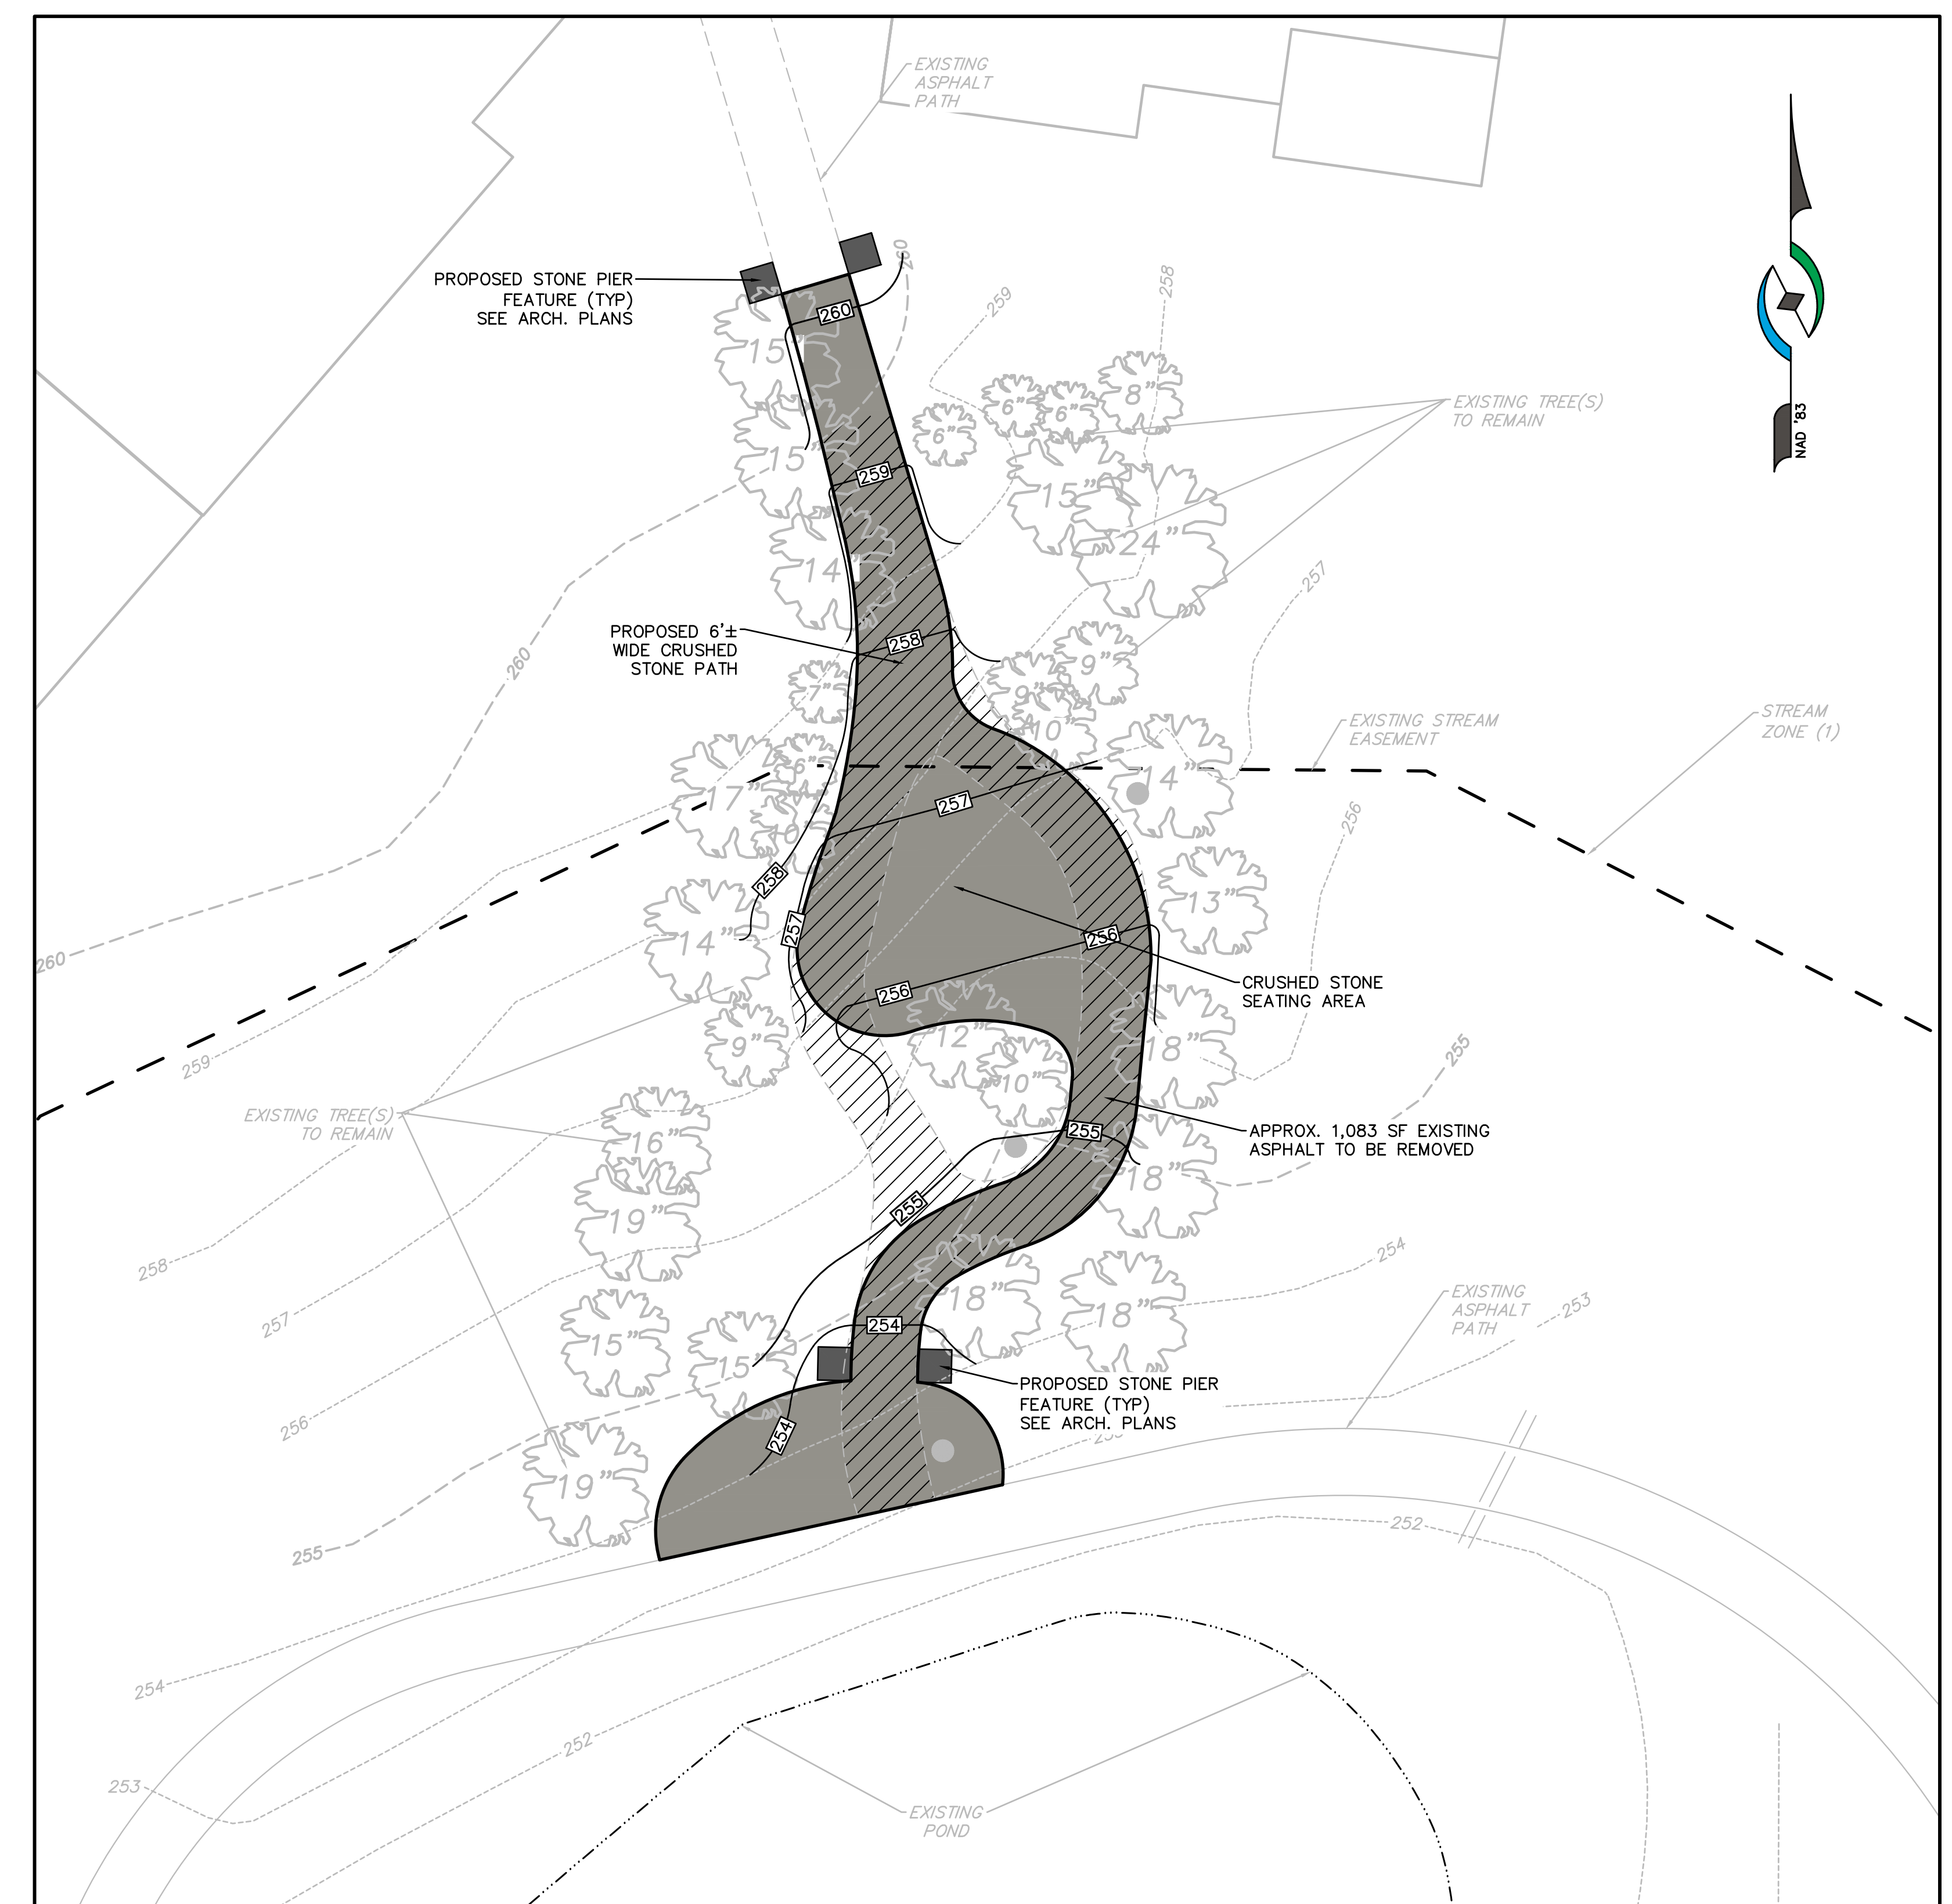 EXISTING
ASPHALT
PATH
260
258
259
PROPOSED STONE PIER
FEATURE (TYP)
SEE ARCH. PLANS
260
15"
6"
6"
8"
6"
EXISTING TREE(S)
TO REMAIN
NAD '83
15"
259
15"
24"
14"
257
PROPOSED 6'±
WIDE CRUSHED
STONE PATH
258
260
9"
7"
9"
10"
EXISTING STREAM
EASEMENT
STREAM
ZONE (1)
6"
14"
17"
257
10"
256
258
13"
257
14"
256
260
CRUSHED STONE
SEATING AREA
256
12"
9"
18"
255
259
10"
EXISTING TREE(S)
TO REMAIN
16"
255
APPROX. 1,083 SF EXISTING
ASPHALT TO BE REMOVED
18"
255
19"
254
258
18"
18"
EXISTING
ASPHALT
PATH
253
257
254
15"
15"
PROPOSED STONE PIER
FEATURE (TYP)
SEE ARCH. PLANS
256
254
19"
252
255
254
252
253
EXISTING
POND